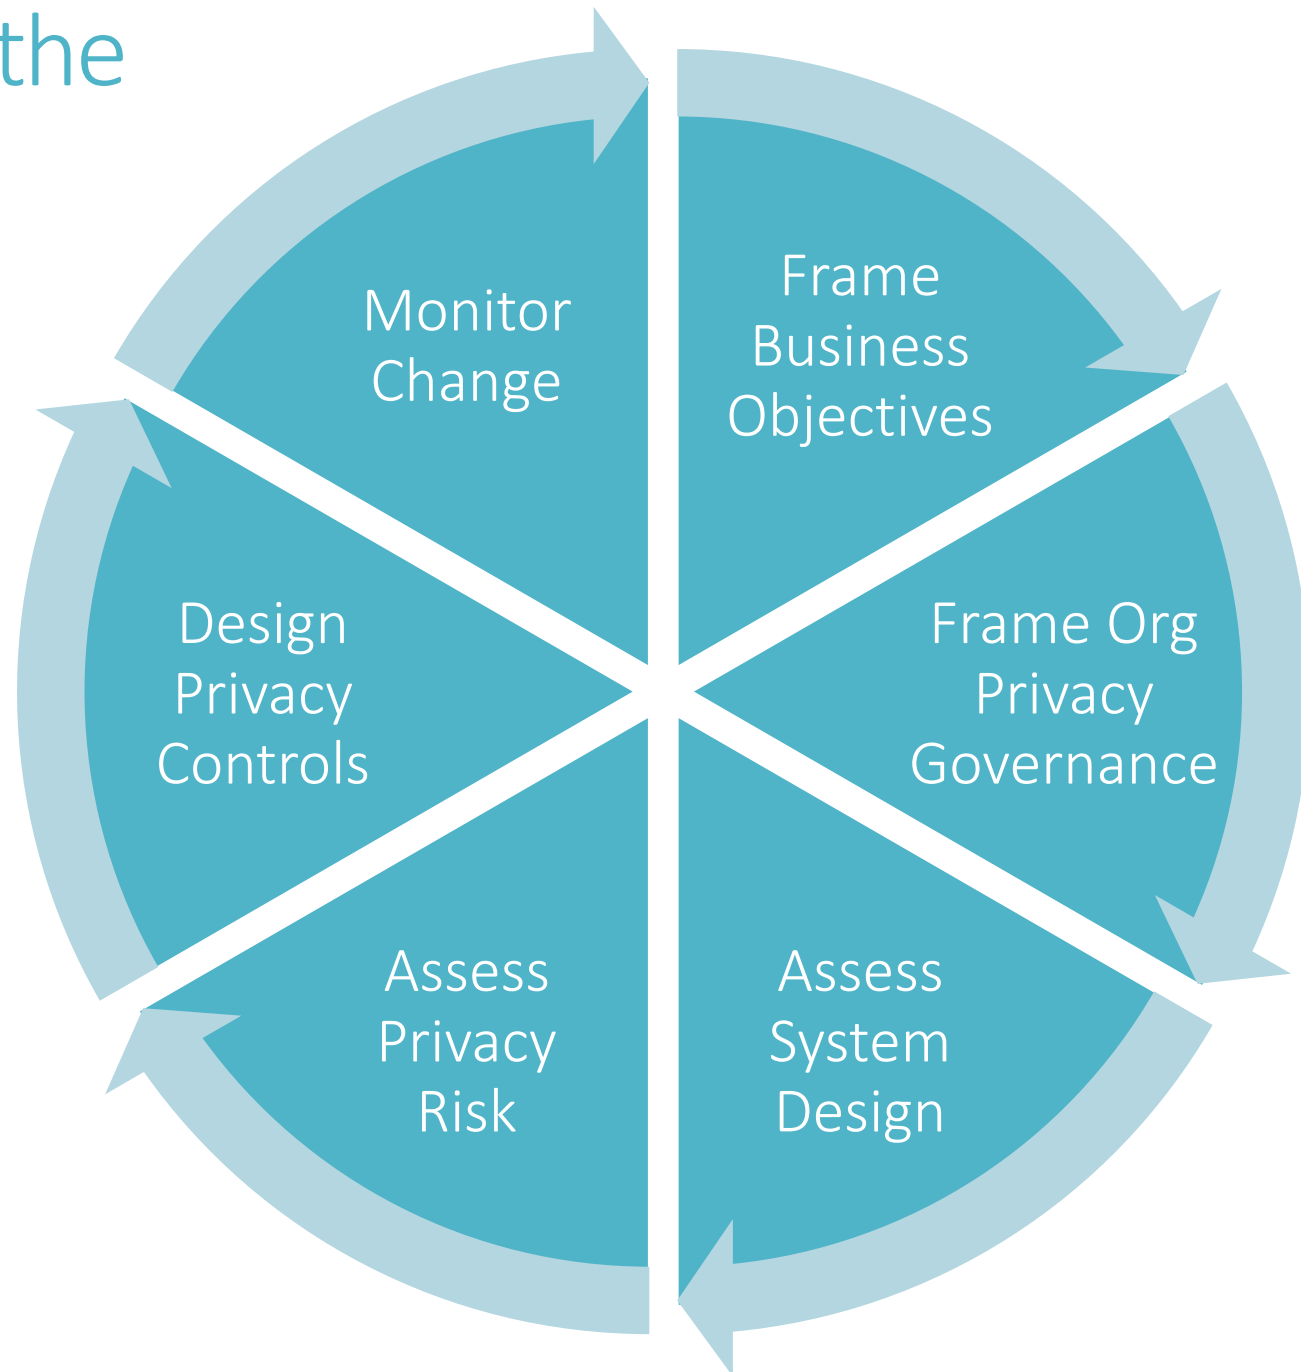 the
Frame
Business
Objectives
Frame Org
Privacy
Governance
Assess
System
Design
Assess
Privacy
Risk
Design
Privacy
Controls
Monitor
Change